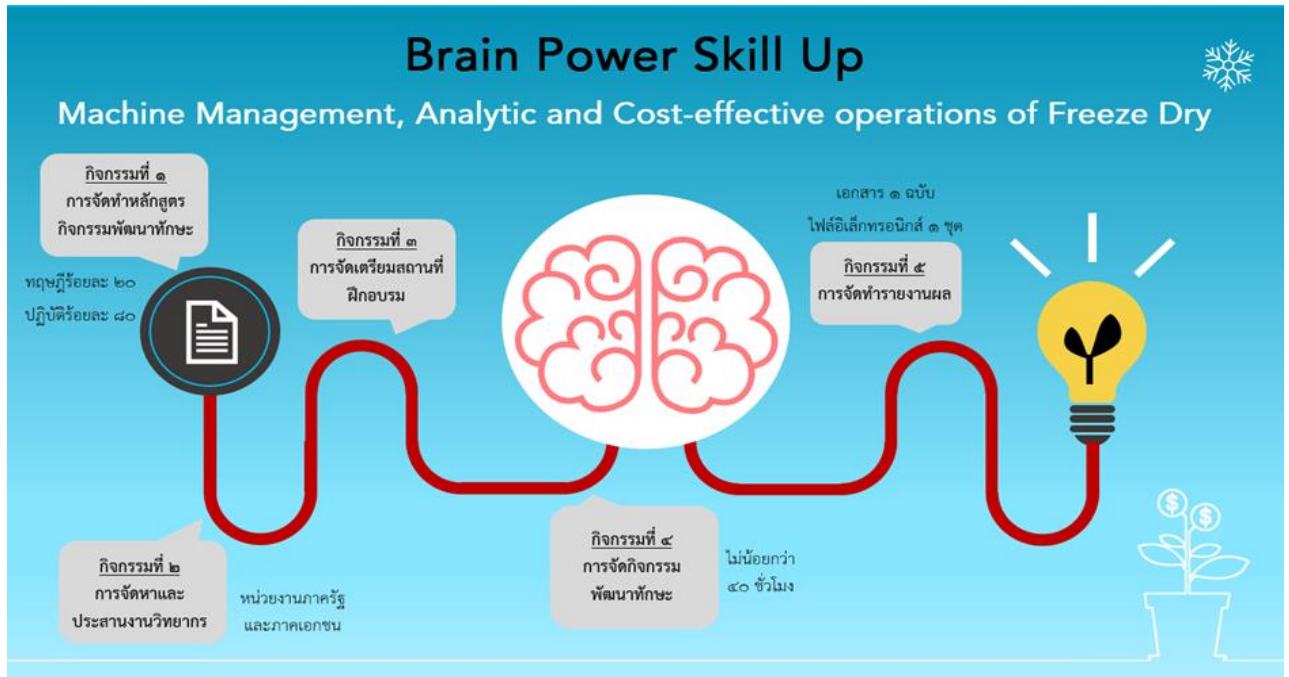 Brain Power Skill Up
Machine Management, Analytic and Cost-effective operations of Freeze Dry
กิจกรรมที่ ๑
การจัดทำหลักสูตร
กิจกรรมพัฒนาทักษะ
ทฤษฎีร้อยละ ๒๐
ปฏิบัติร้อยละ ๘๐
กิจกรรมที่ ๒
การจัดหาและ
ประสานงานวิทยากร
หน่วยงานภาครัฐ
และภาคเอกชน
กิจกรรมที่ ๓
การจัดเตรียมสถานที่
ฝึกอบรม
กิจกรรมที่ ๔
การจัดกิจกรรม
พัฒนาทักษะ
ไม่น้อยกว่า
๔๐ ชั่วโมง
เอกสาร ๑ ฉบับ
ไฟล์อิเล็กทรอนิกส์ ๑ ชุด
กิจกรรมที่ ๕
การจัดทำรายงานผล
$
$